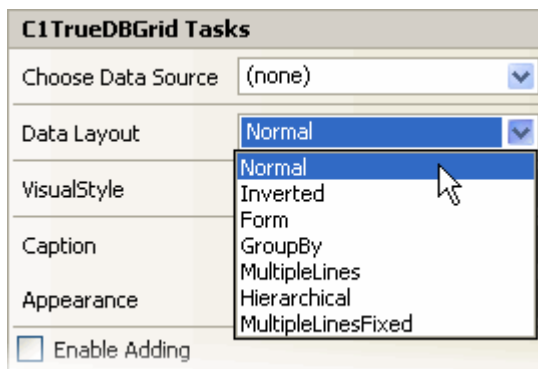 C1TrueDBGrid Tasks
Choose Data Source (none)
Data Layout Normal
Normal
VisualStyle
Inverted
Form
Caption
GroupBy
MultipleLines
Appearance
Hierarchical
MultipleLinesFixed
Enable Adding